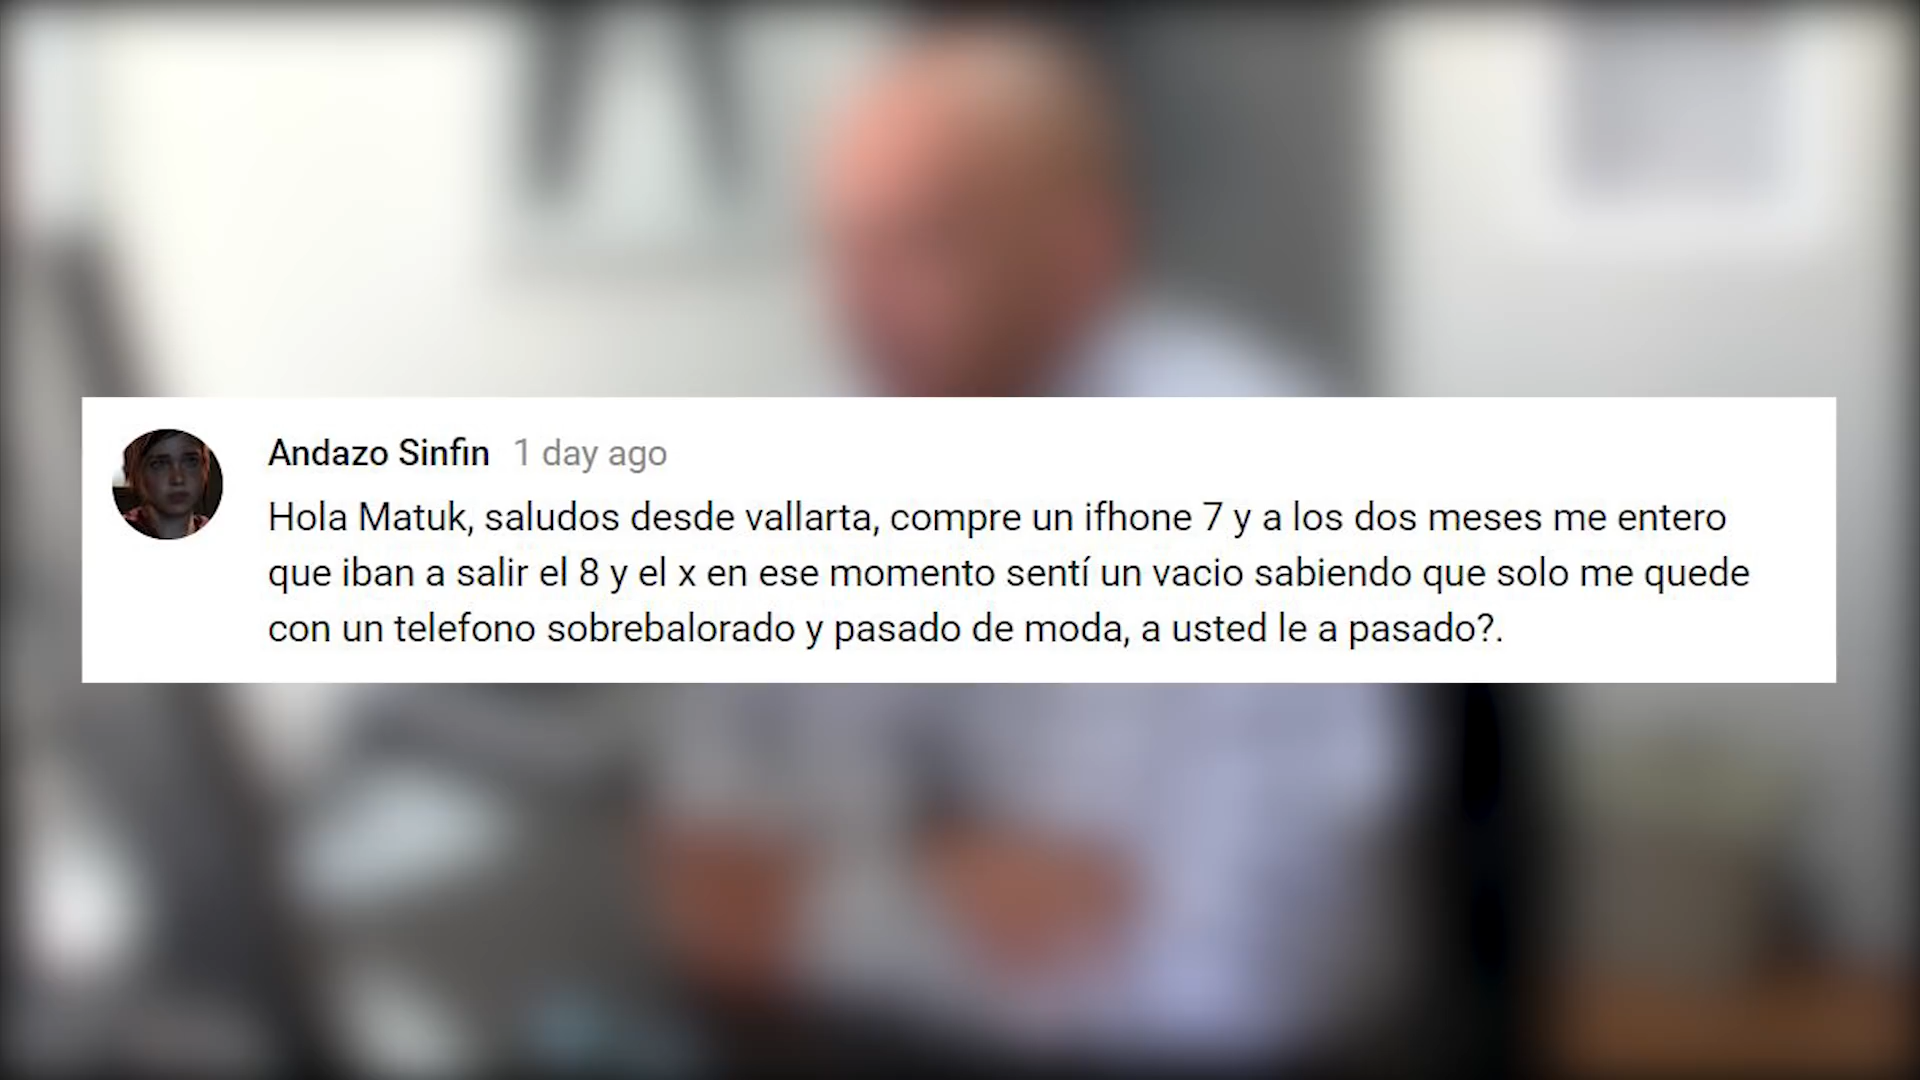 Andazo Sinfin 1 day ago
Hola Matuk, saludos desde vallarta, compre un ifhone 7 y a los dos meses me entero
que iban a salir el 8 y el x en ese momento sentí un vacio sabiendo que solo me quede
con un telefono sobrebalorado y pasado de moda, a usted le a pasado?.